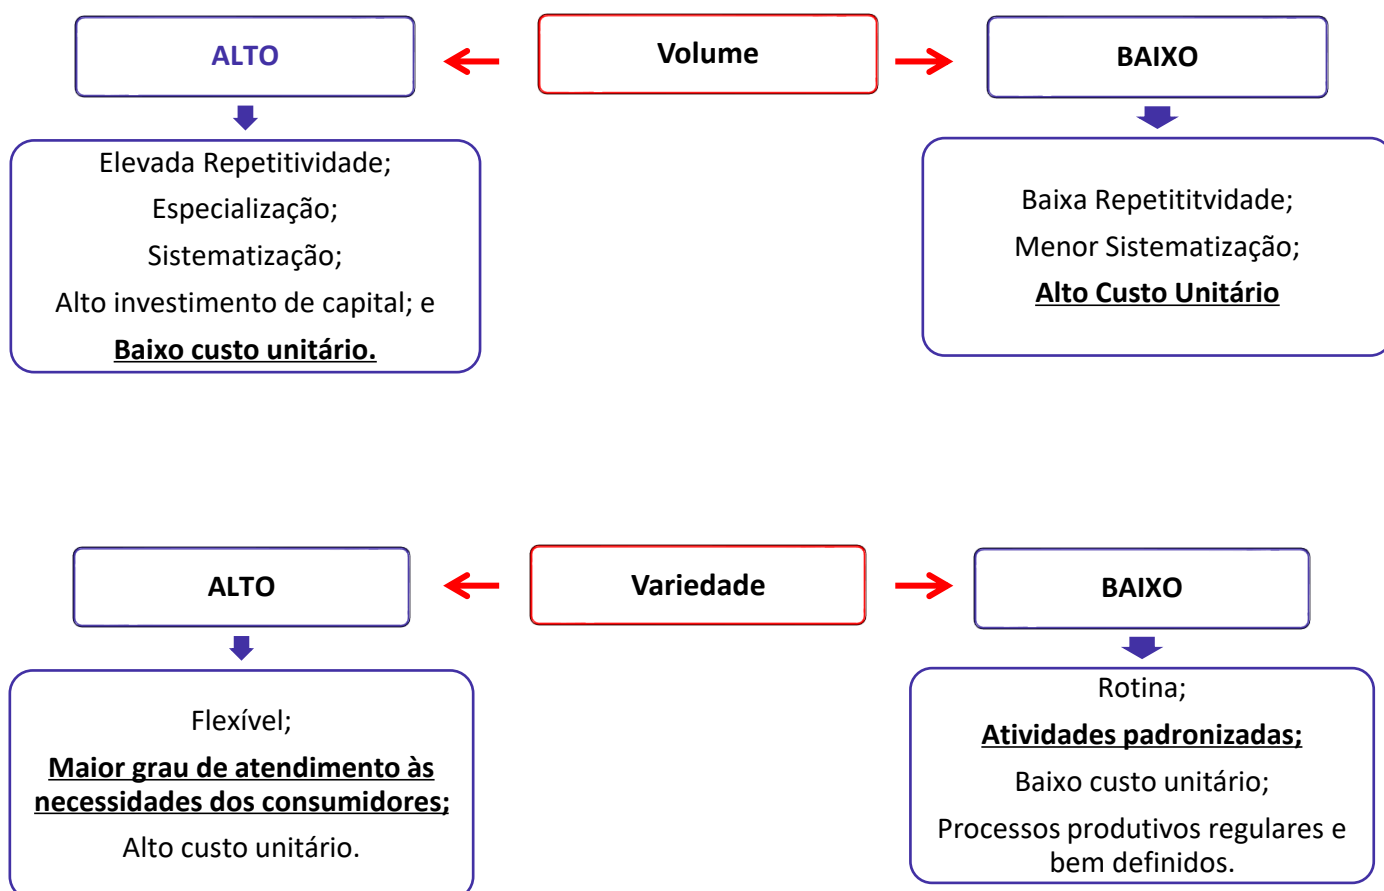 Volume
ALTO
BAIXO
Elevada Repetitividade;
Especialização;
Sistematização;
Alto investimento de capital; e
Baixo custo unitário.
Baixa Repetititvidade;
Menor Sistematização;
Alto Custo Unitário
Variedade
ALTO
BAIXO
Flexível;
Maior grau de atendimento às
necessidades dos consumidores;
Alto custo unitário.
Rotina;
Atividades padronizadas;
Baixo custo unitário;
Processos produtivos regulares e
bem definidos.